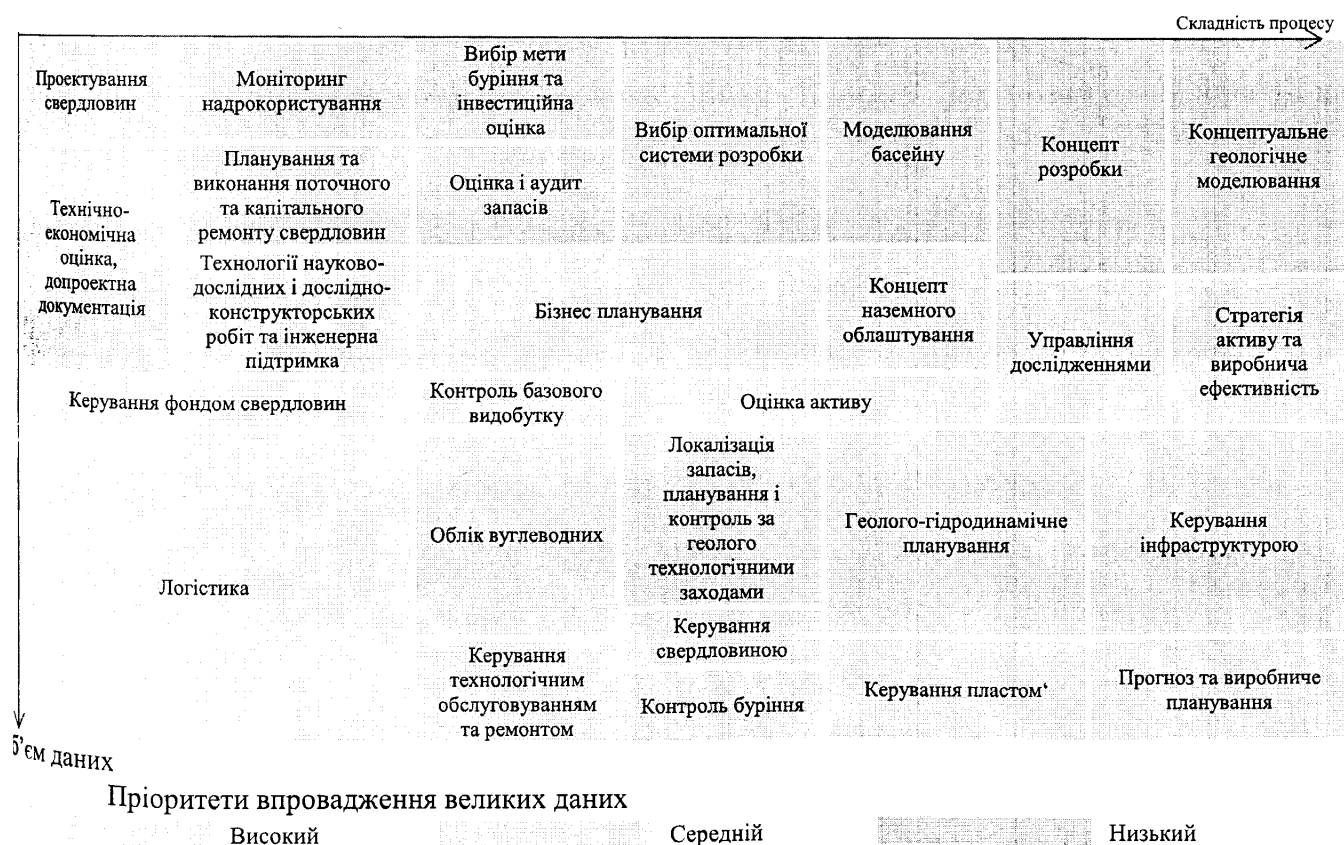 Складність процесу
Проектування
свердловин
Моніторинг
надрокористування
Вибір мети
буріння та
інвестиційна
оцінка
Вибір оптимальної
системи розробки
Моделювання
басейну
Концепт
розробки
Концептуальне
геологічне
моделювання
Технічно-
економічна
оцінка,
допроектна
документація
Планування та
виконання поточного
та капітального
ремонту свердловин
Оцінка і аудит
запасів
Технології науково-
дослідних і дослідно-
конструкторських
робіт та інженерна
підтримка
Бізнес планування
Концепт
наземного
облаштування
Управління
дослідженнями
Стратегія
активу та
виробнича
ефективність
Керування фондом свердловин
Контроль базового
видобутку
Оцінка активу
Логістика
Облік вуглеводних
Локалізація
запасів,
планування і
контроль за
геолого
технологічними
заходами
Геолого-гідродинамічне
планування
Керування
інфраструктурою
Керування
технологічним
обслуговуванням
та ремонтом
Керування
свердловиною
Контроль буріння
Керування пластом
Прогноз та виробниче
планування
б'єм даних
Пріоритети впровадження великих даних
Високий
Середній
Низький